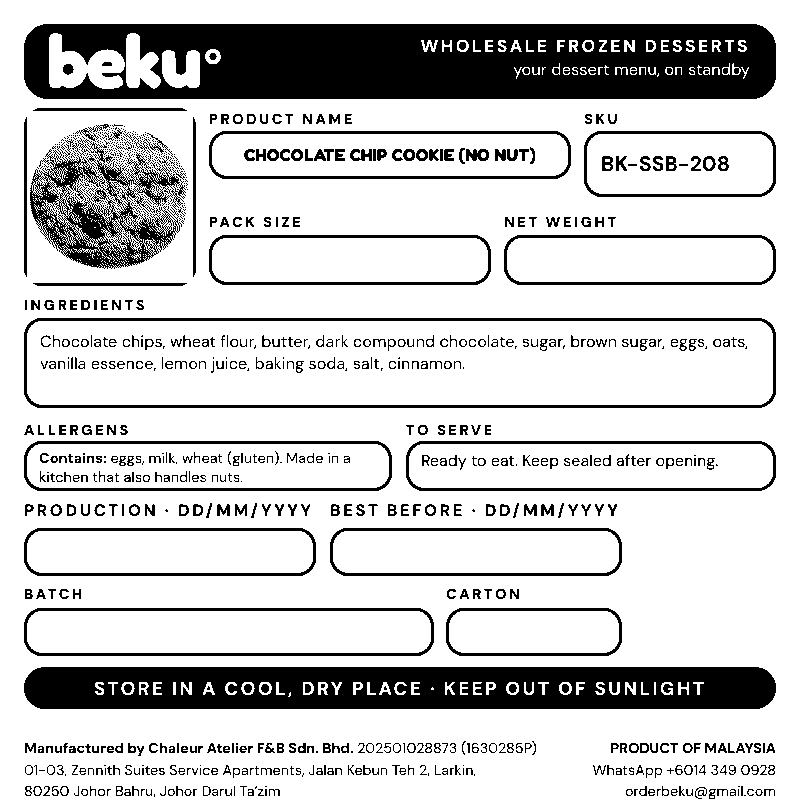 beku°
WHOLESALE FROZEN DESSERTS
your dessert menu, on standby
PRODUCT NAME
CHOCOLATE CHIP COOKIE (NO NUT)
SKU
BK-SSB-208
PACK SIZE
NET WEIGHT
INGREDIENTS
Chocolate chips, wheat flour, butter, dark compound chocolate, sugar, brown sugar, eggs, oats,
vanilla essence, lemon juice, baking soda, salt, cinnamon.
ALLERGENS
Contains: eggs, milk, wheat (gluten). Made in a
kitchen that also handles nuts.
TO SERVE
Ready to eat. Keep sealed after opening.
PRODUCTION · DD/MM/YYYY
BEST BEFORE · DD/MM/YYYY
BATCH
CARTON
STORE IN A COOL, DRY PLACE · KEEP OUT OF SUNLIGHT
Manufactured by Chaleur Atelier F&B Sdn. Bhd. 202501028873 (1630285P)
01-03, Zennith Suites Service Apartments, Jalan Kebun Teh 2, Larkin,
80250 Johor Bahru, Johor Darul Ta'zim
PRODUCT OF MALAYSIA
WhatsApp +6014 349 0928
orderbeku@gmail.com